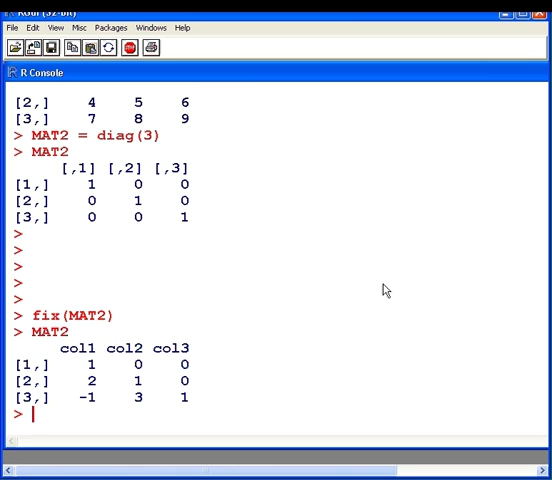 RGui (32-bit)
File Edit View Misc Packages Windows Help
STOP
R Console
[2,] 4 5 6
[3,] 7 8 9
> MAT2 = diag(3)
> MAT2
[,1] [,2] [,3]
[1,] 1 0 0
[2,] 0 1 0
[3,] 0 0 1
>
>
>
>
>
> fix(MAT2)
> MAT2
col1 col2 col3
[1,] 1 0 0
[2,] 2 1 0
[3,] -1 3 1
>